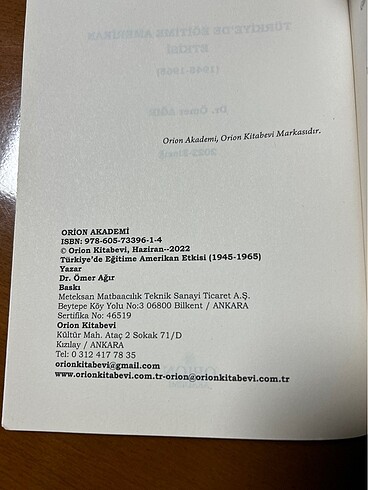 Orion Akademi, Orion Kitabevi Markasıdır.
ORİON AKADEMİ
ISBN: 978-605-73396-1-4
© Orion Kitabevi, Haziran--2022
Türkiye'de Eğitime Amerikan Etkisi (1945-1965)
Yazar
Dr. Ömer Ağır
Baskı
Meteksan Matbaacılık Teknik Sanayi Ticaret A.Ş.
Beytepe Köy Yolu No:3 06800 Bilkent / ANKARA
Sertifika No: 46519
Orion Kitabevi
Kültür Mah. Ataç 2 Sokak 71/D
Kızılay / ANKARA
Tel: 0 312 417 78 35
orionkitabevi@gmail.com
www.orionkitabevi.com.tr-orion@orionkitabevi.com.tr